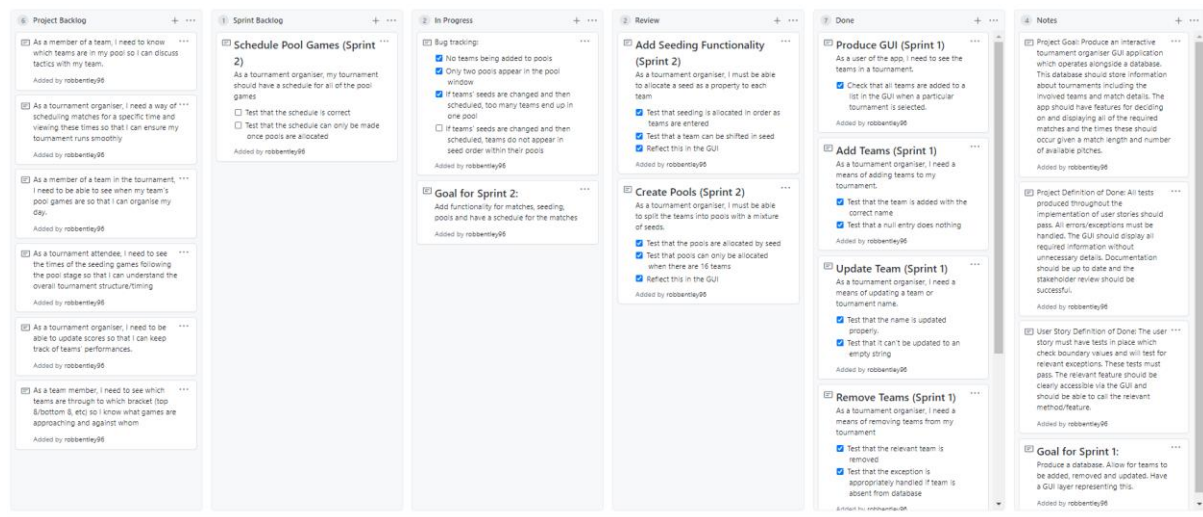 6 Project Backlog
As a member of a team, I need to know
which teams are in my pool so I can discuss
tactics with my team.
Added by robbentley96
As a tournament organiser, I need a way of
scheduling matches for a specific time and
viewing these times so that I can ensure my
tournament runs smoothly
Added by robbentley96
As a member of a team in the tournament,
I need to be able to see when my team's
pool games are so that I can organise my
day.
Added by robbentley96
As a tournament attendee, I need to see
the times of the seeding games following
the pool stage so that I can understand the
overall tournament structure/timing
Added by robbentley96
As a tournament organiser, I need to be
able to update scores so that I can keep
track of teams' performances.
Added by robbentley96
As a team member, I need to see which
teams are through to which bracket (top
8/bottom 8, etc) so I know what games are
approaching and against whom
Added by robbentley96
1 Sprint Backlog
Schedule Pool Games (Sprint
2)
As a tournament organiser, my tournament
should have a schedule for all of the pool
games
Test that the schedule is correct
Test that the schedule can only be made
once pools are allocated
Added by robbentley96
2 In Progress
Bug tracking:
No teams being added to pools
Only two pools appear in the pool
window
If teams' seeds are changed and then
scheduled, too many teams end up in
one pool
If teams' seeds are changed and then
scheduled, teams do not appear in
seed order within their pools
Added by robbentley96
Goal for Sprint 2:
Add functionality for matches, seeding,
pools and have a schedule for the matches
Added by robbentley96
2 Review
Add Seeding Functionality
(Sprint 2)
As a tournament organiser, I must be able
to allocate a seed as a property to each
team
Test that seeding is allocated in order as
teams are entered
Test that a team can be shifted in seed
Reflect this in the GUI
Added by robbentley96
Create Pools (Sprint 2)
As a tournament organiser, I must be able
to split the teams into pools with a mixture
of seeds.
Test that the pools are allocated by seed
Test that pools can only be allocated
when there are 16 teams
Reflect this in the GUI
Added by robbentley96
7 Done
Produce GUI (Sprint 1)
As a user of the app, I need to see the
teams in a tournament.
Check that all teams are added to a
list in the GUI when a particular
tournament is selected.
Added by robbentley96
Add Teams (Sprint 1)
As a tournament organiser, I need a
means of adding teams to my
tournament.
Test that the team is added with the
correct name
Test that a null entry does nothing
Added by robbentley96
Update Team (Sprint 1)
As a tournament organiser, I need a
means of updating a team or
tournament name.
Test that the name is updated
properly.
Test that it can't be updated to an
empty string
Added by robbentley96
Remove Teams (Sprint 1)
As a tournament organiser, I need a
means of removing teams from my
tournament
Test that the relevant team is
removed
Test that the exception is
appropriately handled if team is
absent from database
Added by robbentley96
4 Notes
Project Goal: Produce an interactive
tournament organiser GUI application
which operates alongside a database.
This database should store information
about tournaments including the
involved teams and match details. The
app should have features for deciding
on and displaying all of the required
matches and the times these should
occur given a match length and number
of available pitches.
Added by robbentley96
Project Definition of Done: All tests
produced throughout the
implementation of user stories should
pass. All errors/exceptions must be
handled. The GUI should display all
required information without
unnecessary details. Documentation
should be up to date and the
stakeholder review should be
successful.
Added by robbentley96
User Story Definition of Done: The user
story must have tests in place which
check boundary values and will test for
relevant exceptions. These tests must
pass. The relevant feature should be
clearly accessible via the GUI and
should be able to call the relevant
method/feature.
Added by robbentley96
Goal for Sprint 1:
Produce a database. Allow for teams to
be added, removed and updated. Have
a GUI layer representing this.
Added by robbentley96